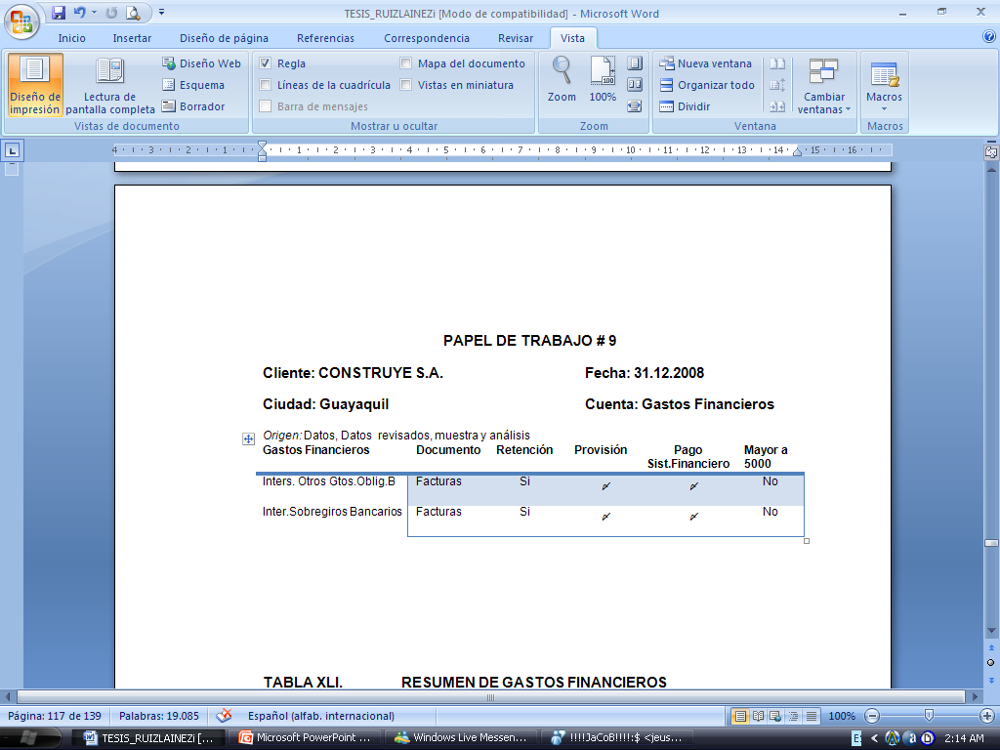 TESIS_RUIZLAINEZi [Modo de compatibilidad] - Microsoft Word
Inicio Insertar Diseño de página Referencias Correspondencia Revisar Vista
Diseño de impresión
Lectura de pantalla completa
Diseño Web
Esquema
Borrador
Vistas de documento
Regla
Líneas de la cuadrícula
Barra de mensajes
Mapa del documento
Vistas en miniatura
Mostrar u ocultar
Zoom
100%
Zoom
Nueva ventana
Organizar todo
Dividir
Cambiar ventanas
Ventana
Macros
Macros
4 3 2 1 1 2 3 4 5 6 7 8 9 10 11 12 13 14 15 16
PAPEL DE TRABAJO # 9
Cliente: CONSTRUYE S.A. Fecha: 31.12.2008
Ciudad: Guayaquil Cuenta: Gastos Financieros
Origen: Datos, Datos revisados, muestra y análisis
Gastos Financieros Documento Retención Provisión Pago Sist.Financiero Mayor a 5000
Inters. Otros Gtos.Oblig.B Facturas Si No
Inter.Sobregiros Bancarios Facturas Si No
TABLA XLI. RESUMEN DE GASTOS FINANCIEROS
Página: 117 de 139 Palabras: 19.085 Español (alfab. internacional) 100%
TESIS_RUIZLAINEZi [... Microsoft PowerPoint ... Windows Live Messen... !!!!JaCoB!!!!:$ <jeus... 2:14 AM